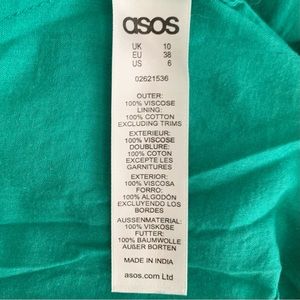 asos
UK 10
EU 38
US 6
02621536
OUTER:
100% VISCOSE
LINING:
100% COTTON
EXCLUDING TRIMS
EXTERIEUR:
100% VISCOSE
DOUBLURE:
100% COTON
EXCEPTE LES
GARNITURES
EXTERIOR:
100% VISCOSA
FORRO:
100% ALGODÓN
EXCLUYENDO LOS
BORDES
AUSSENMATERIAL:
100% VISKOSE
FUTTER:
100% BAUMWOLLE
AUßER BORTEN
MADE IN INDIA
asos.com Ltd